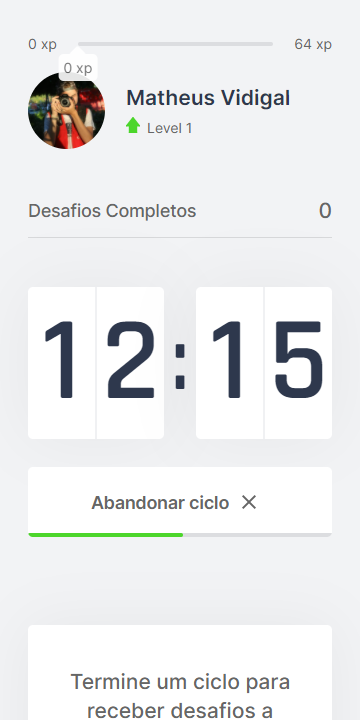 0 xp 64 xp
0 xp
Matheus Vidigal
Level 1
Desafios Completos 0
12:15
Abandonar ciclo
Termine um ciclo para
receber desafios a